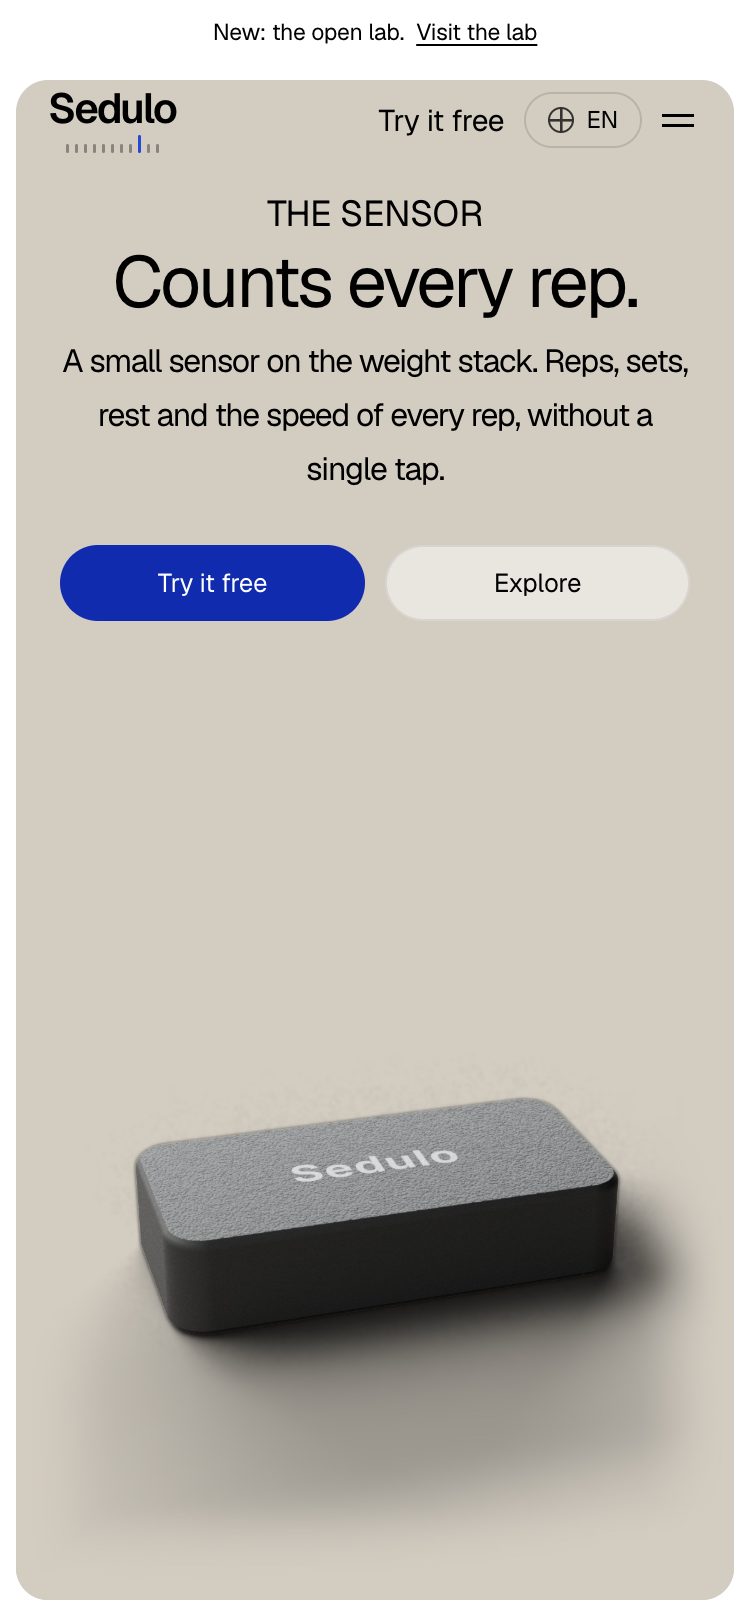 New: the open lab. Visit the lab
Sedulo
Try it free
EN
THE SENSOR
Counts every rep.
A small sensor on the weight stack. Reps, sets,
rest and the speed of every rep, without a
single tap.
Try it free
Explore
Sedulo